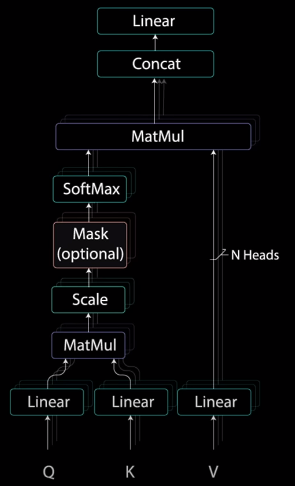 Linear
Concat
MatMul
SoftMax
Mask
(optional)
N Heads
Scale
MatMul
Linear
Linear
Linear
Q
K
V